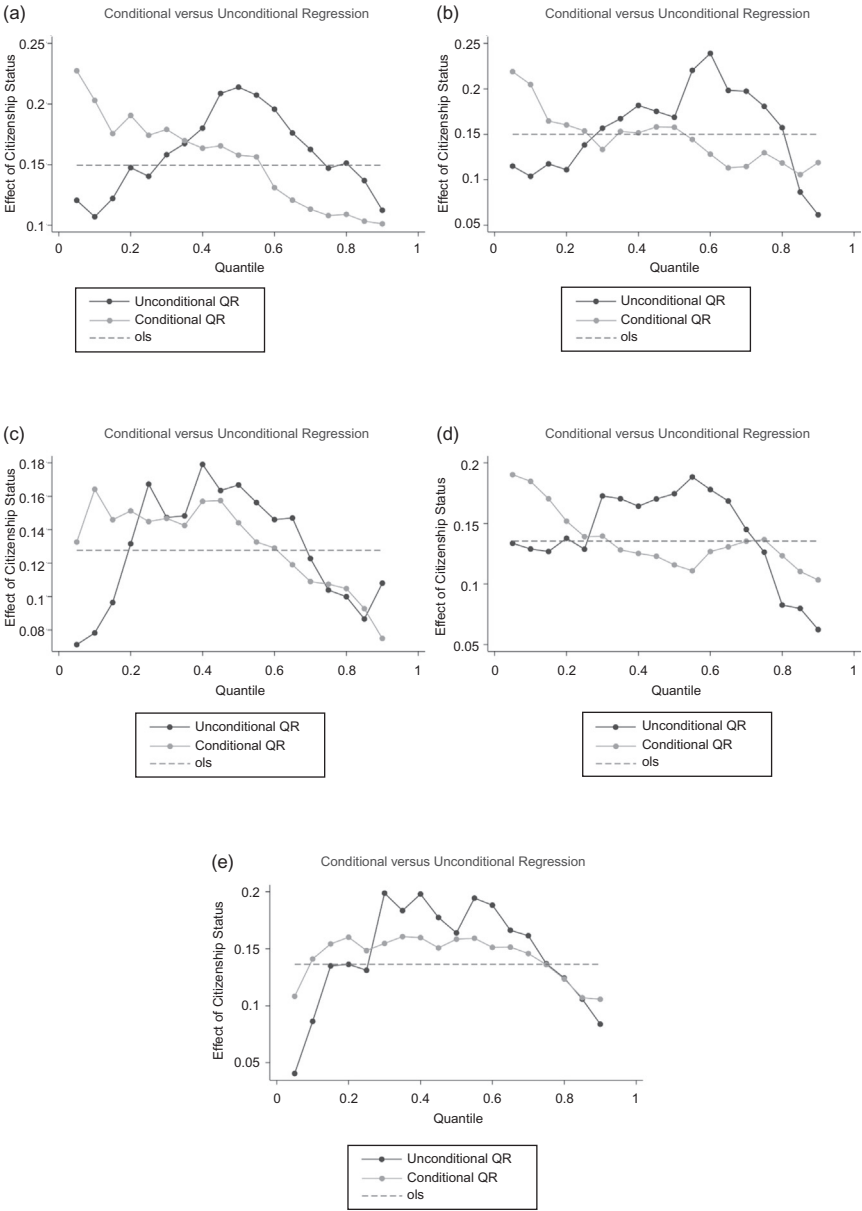 (a)
Conditional versus Unconditional Regression
Effect of Citizenship Status
0.25
0.2
0.15
0.1
0 0.2 0.4 0.6 0.8 1
Quantile
Unconditional QR
Conditional QR
ols
(b)
Conditional versus Unconditional Regression
Effect of Citizenship Status
0.25
0.2
0.15
0.1
0.05
0 0.2 0.4 0.6 0.8 1
Quantile
Unconditional QR
Conditional QR
ols
(c)
Conditional versus Unconditional Regression
Effect of Citizenship Status
0.18
0.16
0.14
0.12
0.1
0.08
0 0.2 0.4 0.6 0.8 1
Quantile
Unconditional QR
Conditional QR
ols
(d)
Conditional versus Unconditional Regression
Effect of Citizenship Status
0.2
0.15
0.1
0.05
0 0.2 0.4 0.6 0.8 1
Quantile
Unconditional QR
Conditional QR
ols
(e)
Conditional versus Unconditional Regression
Effect of Citizenship Status
0.2
0.15
0.1
0.05
0 0.2 0.4 0.6 0.8 1
Quantile
Unconditional QR
Conditional QR
ols